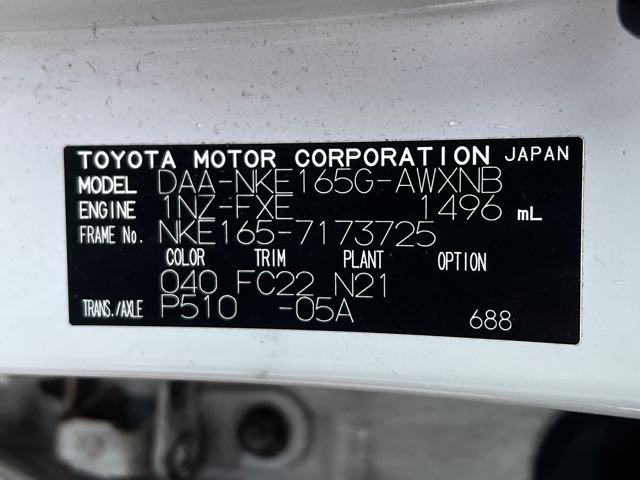 TOYOTA MOTOR CORPORATION JAPAN
MODEL DAA-NKE165G-AWXNB
ENGINE 1NZ-FXE 1496 mL
FRAME No. NKE165-7173725
COLOR TRIM PLANT OPTION
040 FC22 N21
TRANS./AXLE P510 -05A
688